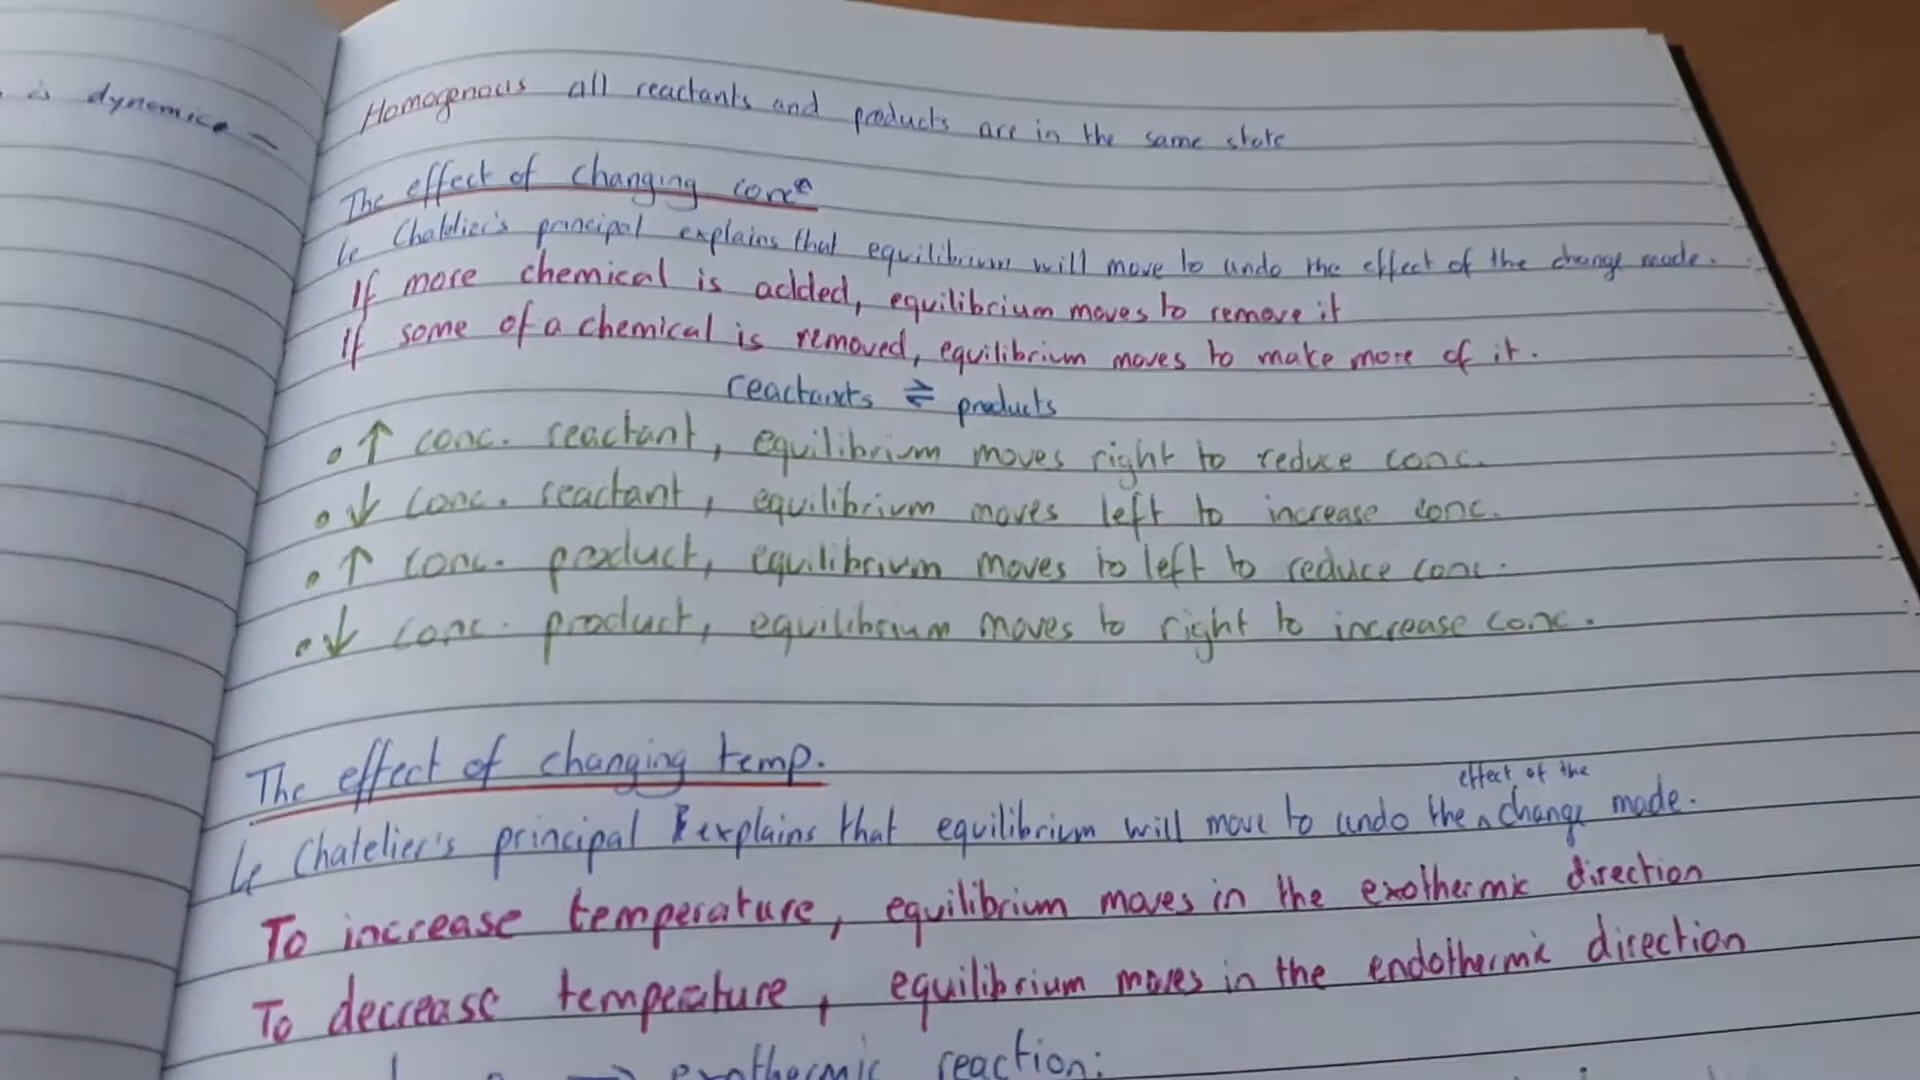 is dynamic
Homogenous all reactants and products are in the same state
The effect of changing concⁿ
Le Chatelier's principal explains that equilibrium will move to undo the effect of the change made.
If more chemical is added, equilibrium moves to remove it
If some of a chemical is removed, equilibrium moves to make more of it.
reactants ⇌ products
• ↑ conc. reactant, equilibrium moves right to reduce conc.
• ↓ conc. reactant, equilibrium moves left to increase conc.
• ↑ conc. product, equilibrium moves to left to reduce conc.
• ↓ conc. product, equilibrium moves to right to increase conc.
The effect of changing temp.
Le Chatelier's principal explains that equilibrium will move to undo the effect of the change made.
To increase temperature, equilibrium moves in the exothermic direction
To decrease temperature, equilibrium moves in the endothermic direction
→ exothermic reaction: